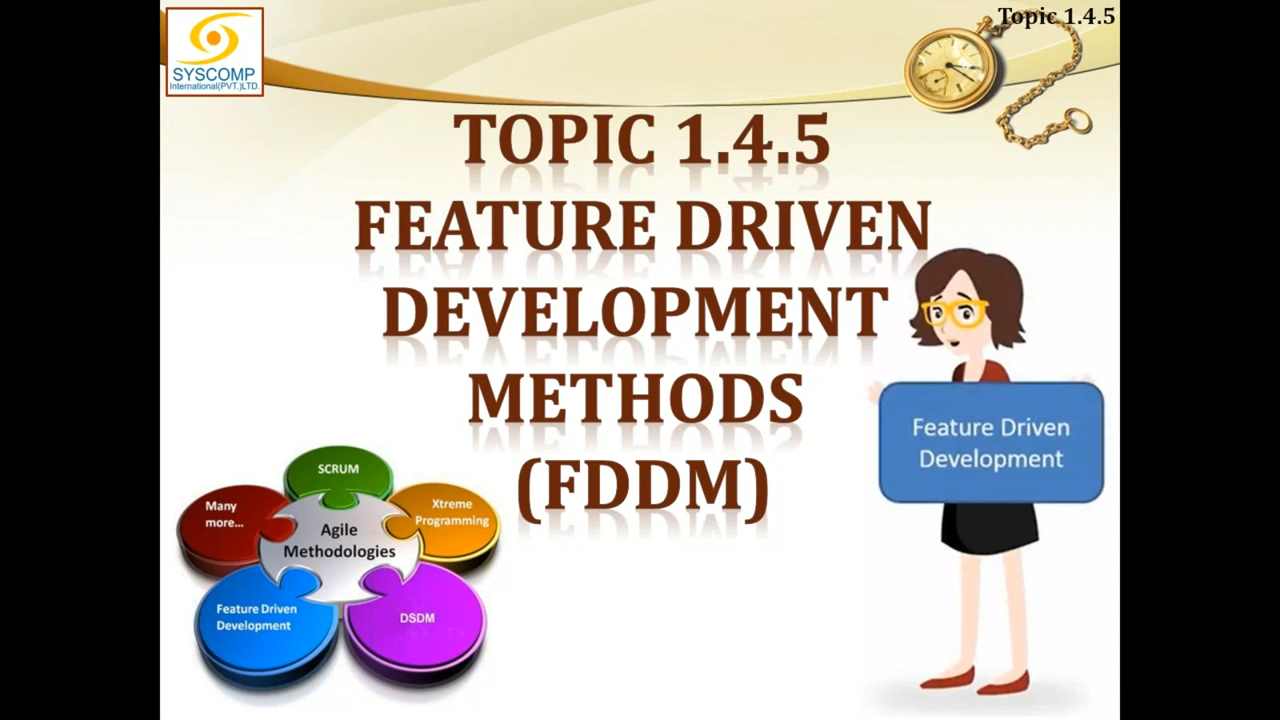 SYSCOMP
International(PVT.)LTD.
Topic 1.4.5
TOPIC 1.4.5
FEATURE DRIVEN
DEVELOPMENT
METHODS
(FDDM)
Feature Driven
Development
SCRUM
Many
more...
Xtreme
Programming
Agile
Methodologies
Feature Driven
Development
DSDM